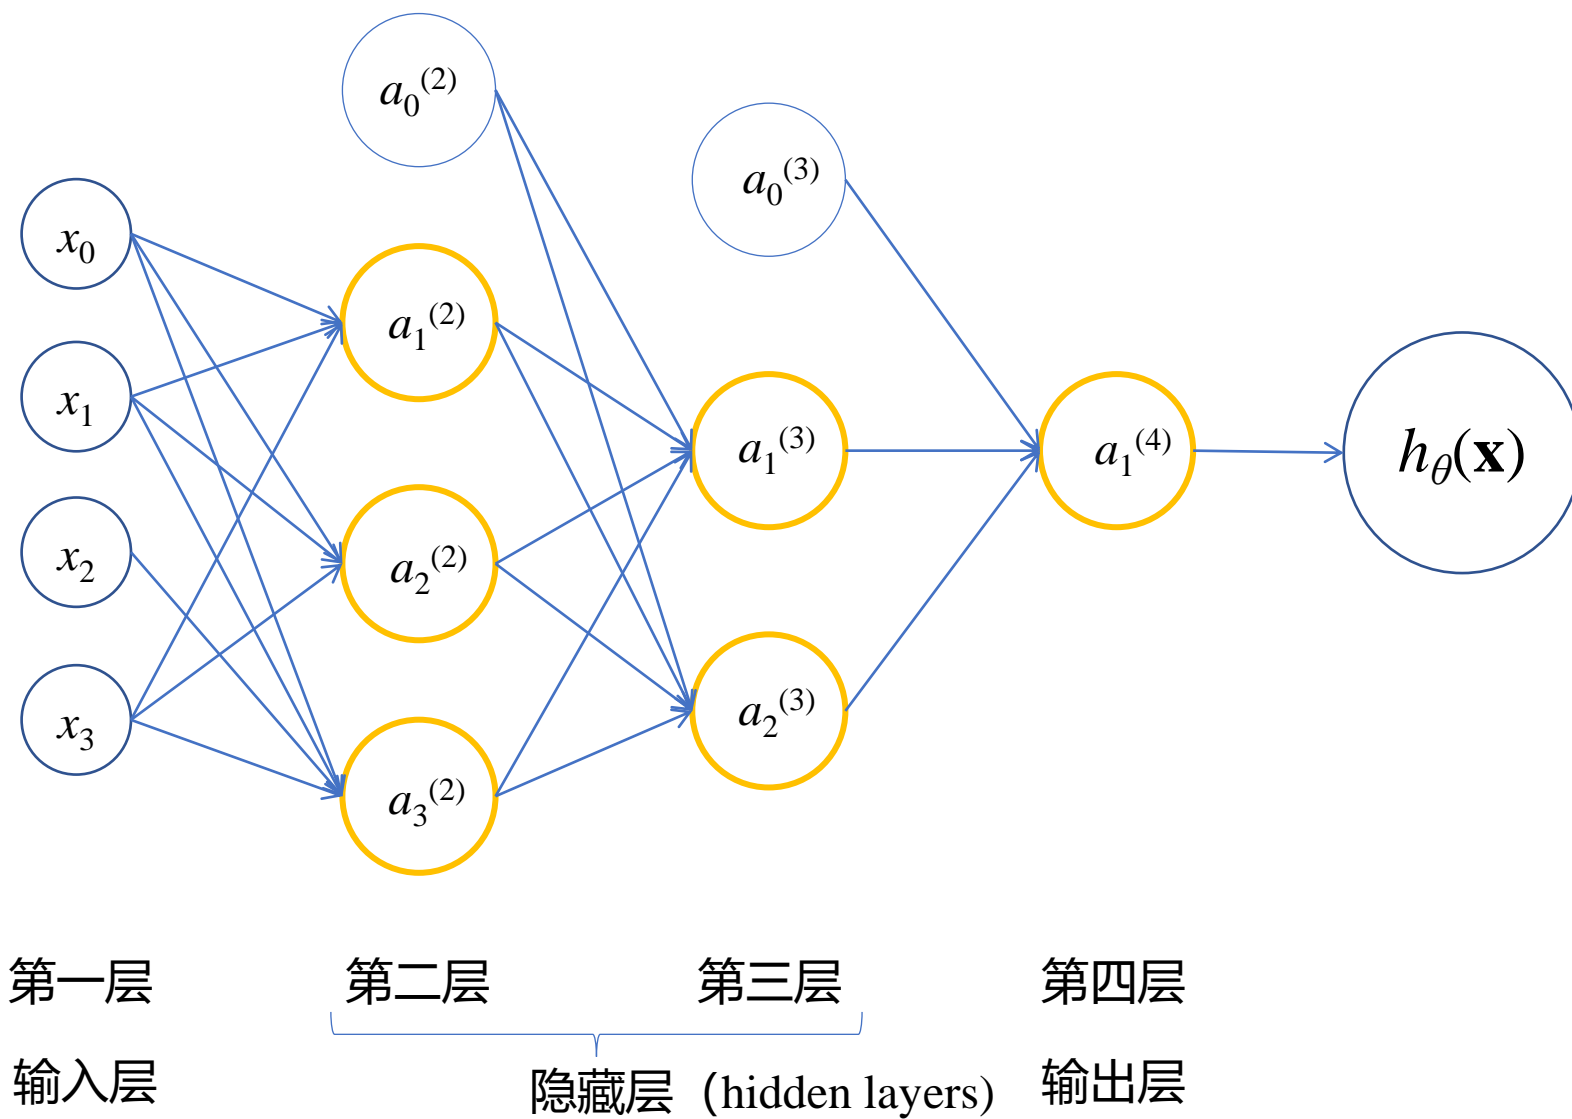 a₀⁽²⁾
a₀⁽³⁾
x₀
a₁⁽²⁾
x₁
a₁⁽³⁾
a₁⁽⁴⁾
h_θ(𝐱)
x₂
a₂⁽²⁾
x₃
a₂⁽³⁾
a₃⁽²⁾
第一层 第二层 第三层 第四层
输入层 隐藏层（hidden layers) 输出层